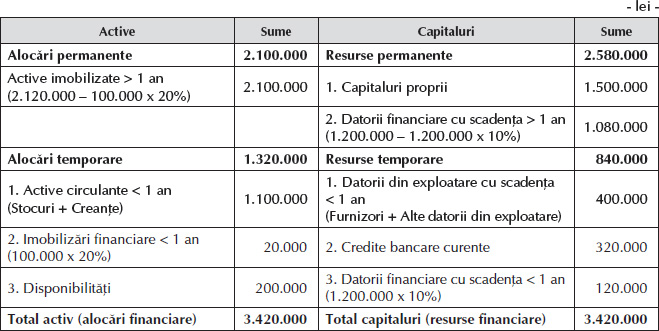 - lei -
Active Sume Capitaluri Sume
Alocări permanente 2.100.000 Resurse permanente 2.580.000
Active imobilizate > 1 an
(2.120.000 – 100.000 x 20%) 2.100.000 1. Capitaluri proprii 1.500.000
2. Datorii financiare cu scadența > 1 an
(1.200.000 – 1.200.000 x 10%) 1.080.000
Alocări temporare 1.320.000 Resurse temporare 840.000
1. Active circulante < 1 an
(Stocuri + Creanțe) 1.100.000 1. Datorii din exploatare cu scadența
< 1 an
(Furnizori + Alte datorii din exploatare) 400.000
2. Imobilizări financiare < 1 an
(100.000 x 20%) 20.000 2. Credite bancare curente 320.000
3. Disponibilități 200.000 3. Datorii financiare cu scadența < 1 an
(1.200.000 x 10%) 120.000
Total activ (alocări financiare) 3.420.000 Total capitaluri (resurse financiare) 3.420.000